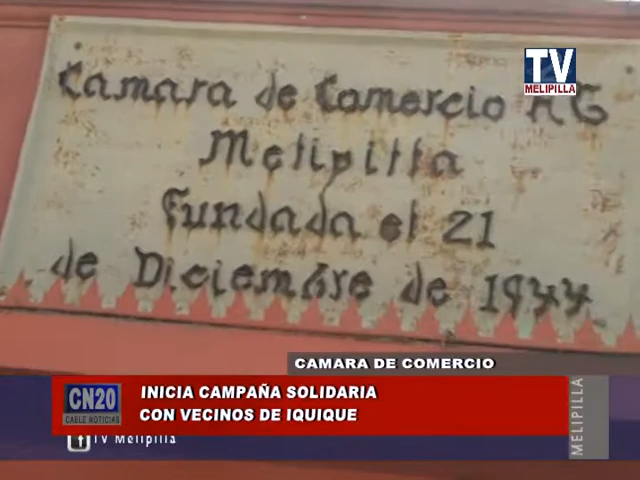 TV
MELIPILLA
Camara de Comercio A G
Melipilla
Fundada el 21
de Diciembre de 1944
CAMARA DE COMERCIO
INICIA CAMPAÑA SOLIDARIA
CON VECINOS DE IQUIQUE
CN20
CABLE NOTICIAS
TV Melipilla
MELIPILLA